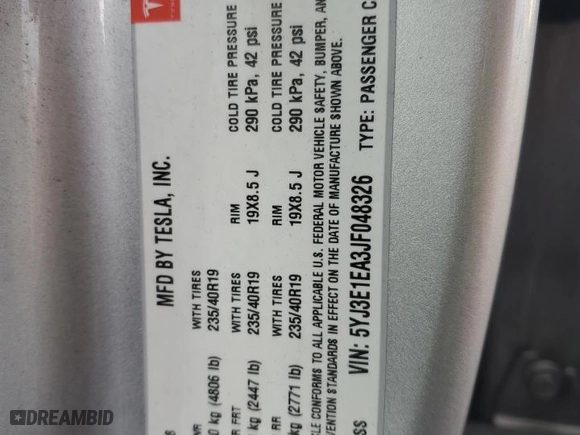 MFD BY TESLA, INC.
WITH TIRES
235/40R19
0 kg (4806 lb)
FRT WITH TIRES RIM COLD TIRE PRESSURE
kg (2447 lb) 235/40R19 19X8.5 J 290 kPa, 42 psi
RR WITH TIRES RIM COLD TIRE PRESSURE
kg (2771 lb) 235/40R19 19X8.5 J 290 kPa, 42 psi
CONFORMS TO ALL APPLICABLE U.S. FEDERAL MOTOR VEHICLE SAFETY, BUMPER,
STANDARDS IN EFFECT ON THE DATE OF MANUFACTURE SHOWN ABOVE.
VIN: 5YJ3E1EA3JF048326 TYPE: PASSENGER
DREAMBID